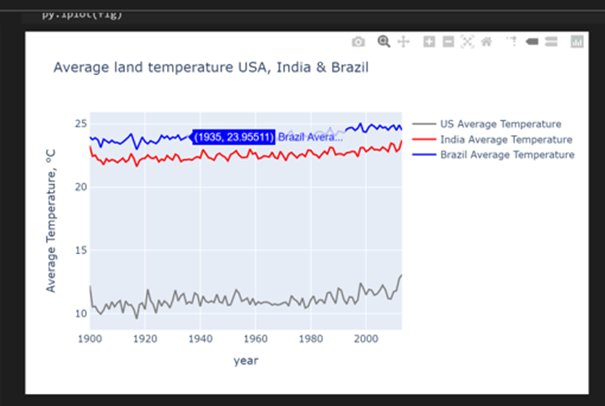 py.iplot(fig)
Average land temperature USA, India & Brazil
25
20
15
10
Average Temperature, °C
(1935, 23.95511) Brazil Avera...
US Average Temperature
India Average Temperature
Brazil Average Temperature
1900 1920 1940 1960 1980 2000
year